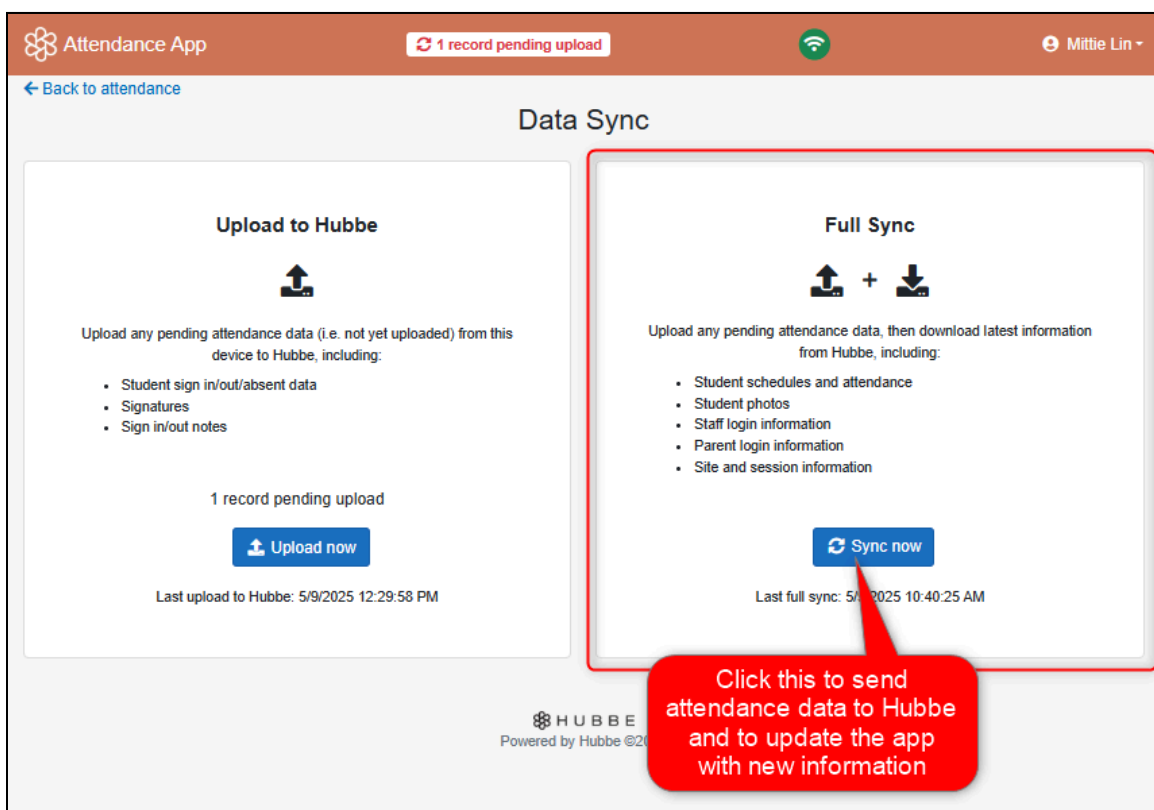 Attendance App
1 record pending upload
Mittie Lin
Back to attendance
Data Sync
Upload to Hubbe
Upload any pending attendance data (i.e. not yet uploaded) from this
device to Hubbe, including:
• Student sign in/out/absent data
• Signatures
• Sign in/out notes
1 record pending upload
Upload now
Last upload to Hubbe: 5/9/2025 12:29:58 PM
Full Sync
+
Upload any pending attendance data, then download latest information
from Hubbe, including:
• Student schedules and attendance
• Student photos
• Staff login information
• Parent login information
• Site and session information
Sync now
Last full sync: 2025 10:40:25 AM
Click this to send
attendance data to Hubbe
and to update the app
with new information
HUBBE
Powered by Hubbe